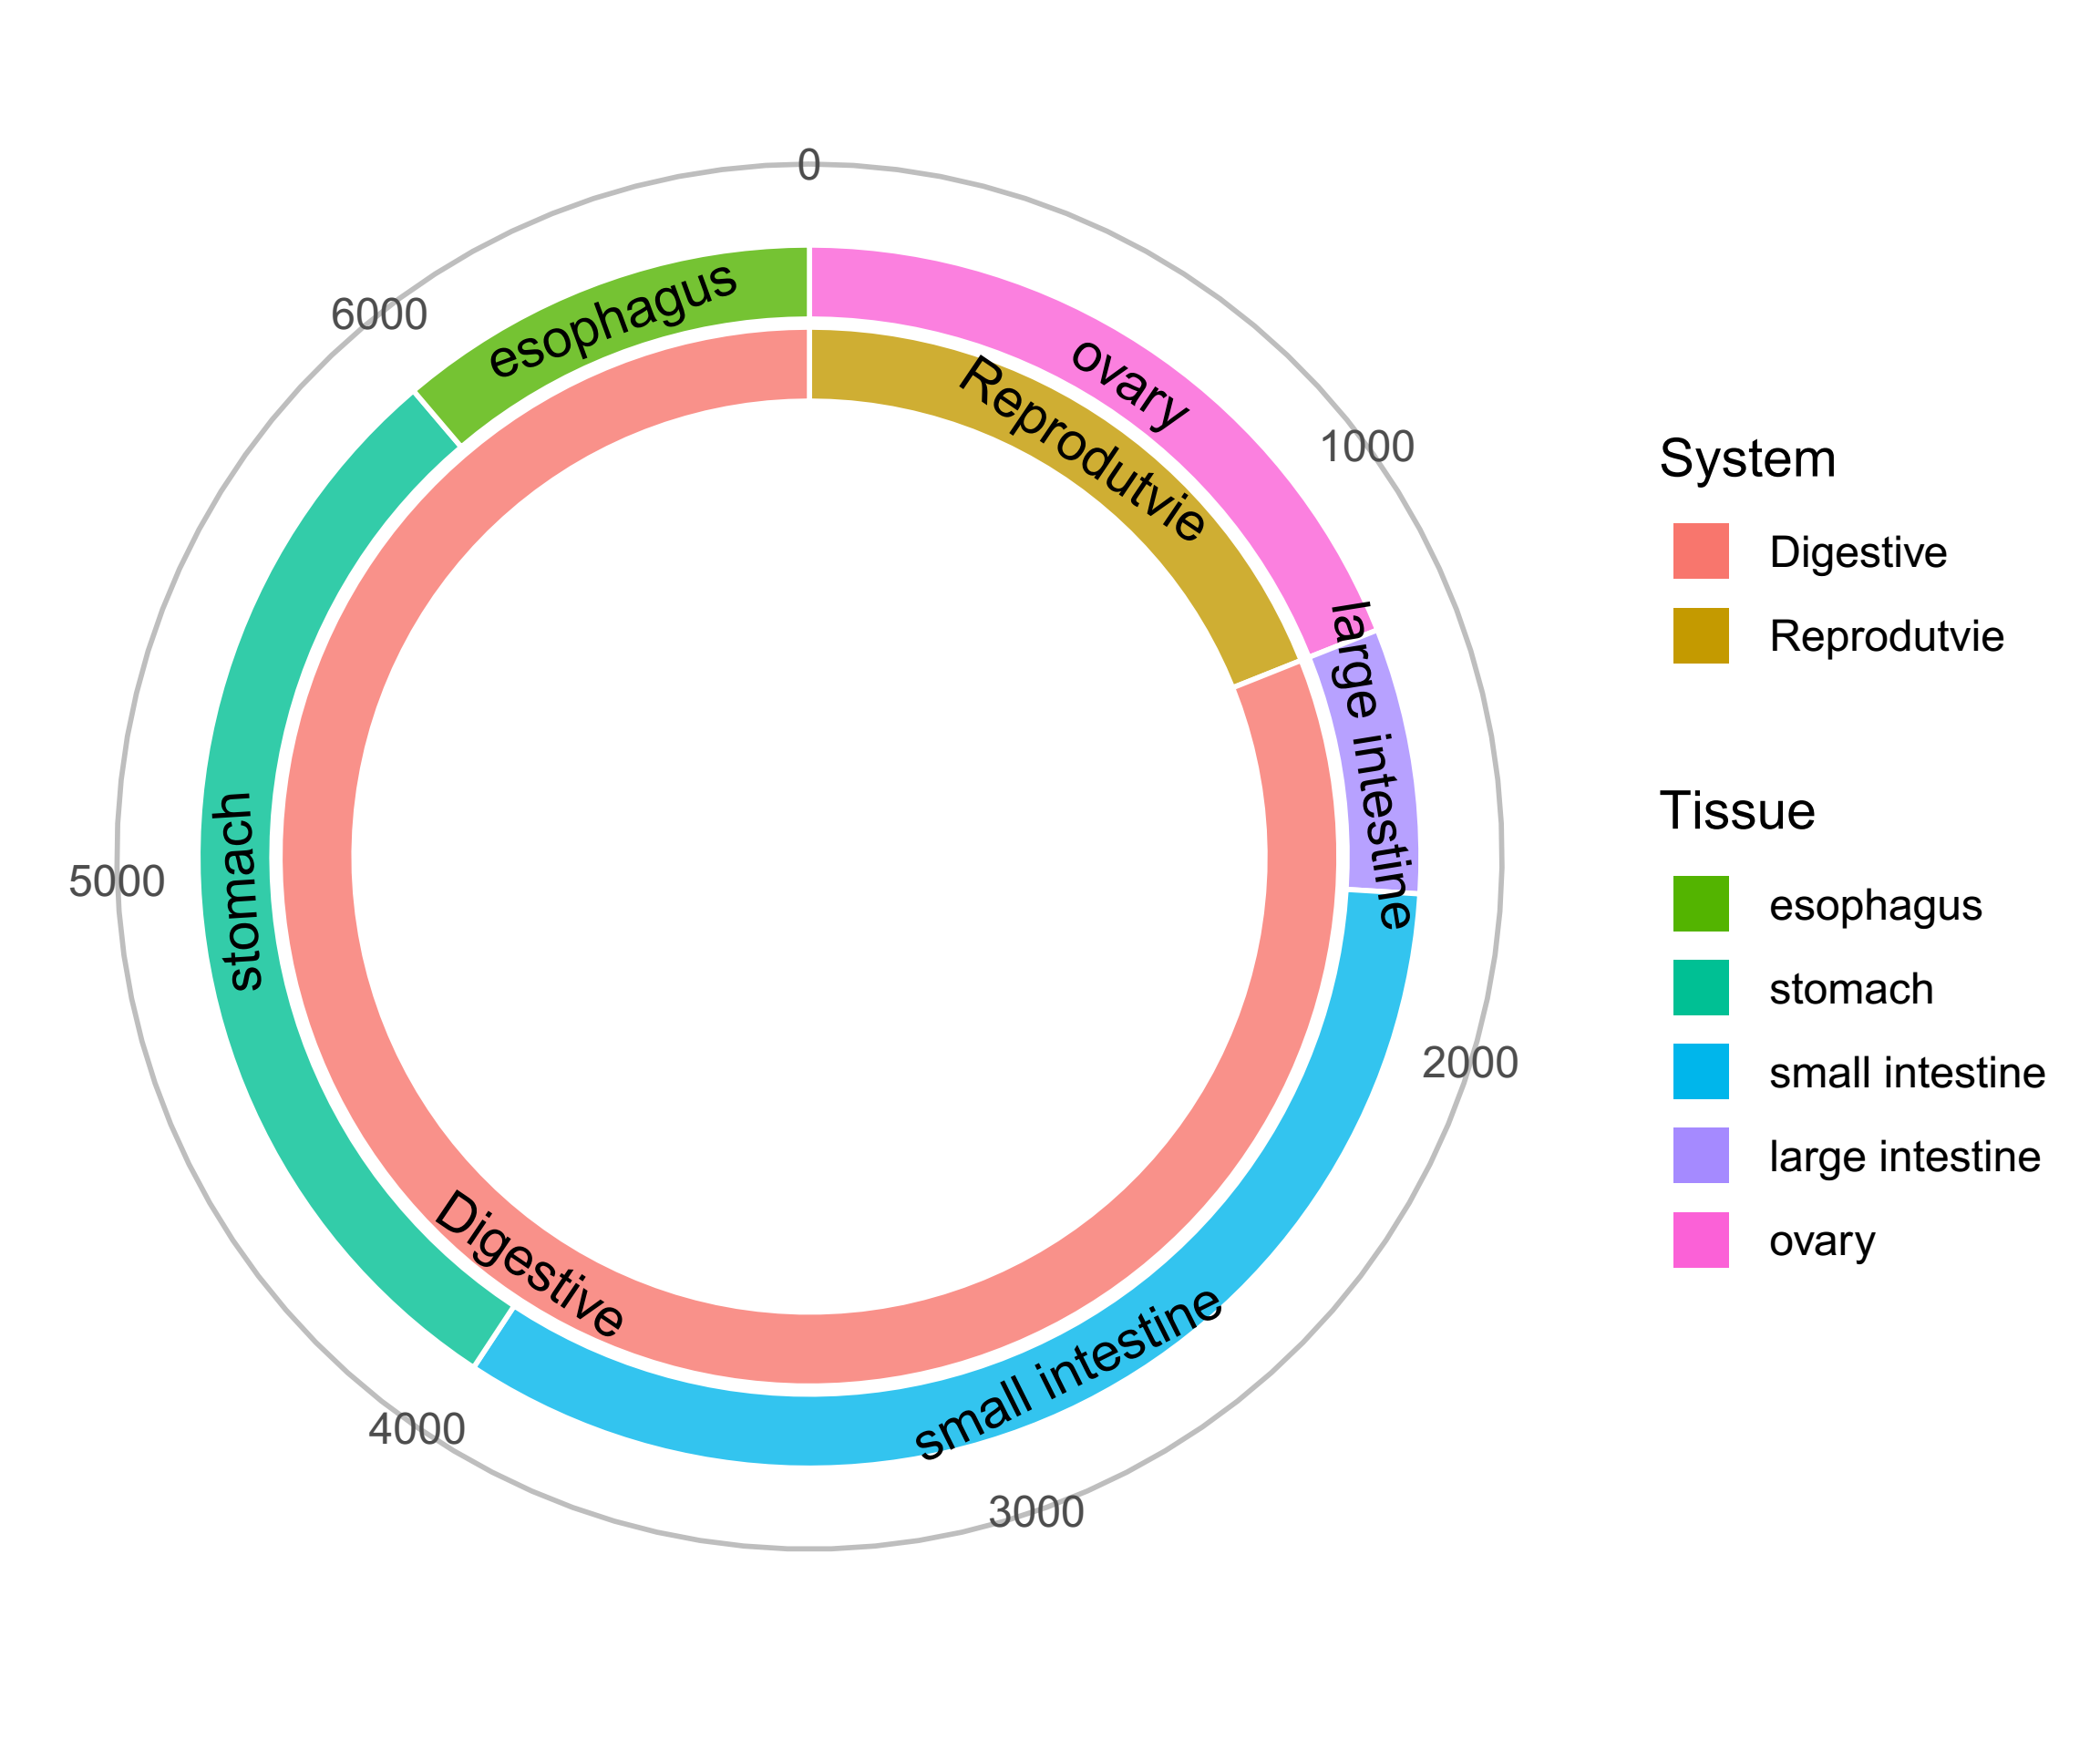 0
6000
esophagus
ovary
Reprodutvie
1000
large intestine
stomach
5000
2000
Digestive
small intestine
4000
3000
System
Digestive
Reprodutvie
Tissue
esophagus
stomach
small intestine
large intestine
ovary